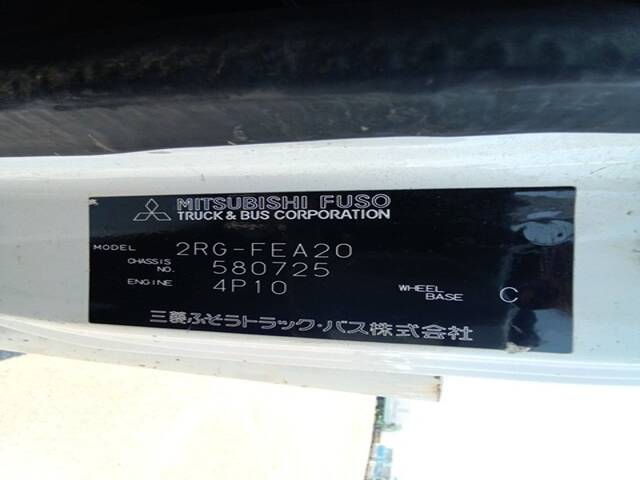 MITSUBISHI FUSO
TRUCK & BUS CORPORATION
MODEL 2RG-FEA20
CHASSIS NO. 580725
ENGINE 4P10 WHEEL BASE C
三菱ふそうトラック・バス株式会社